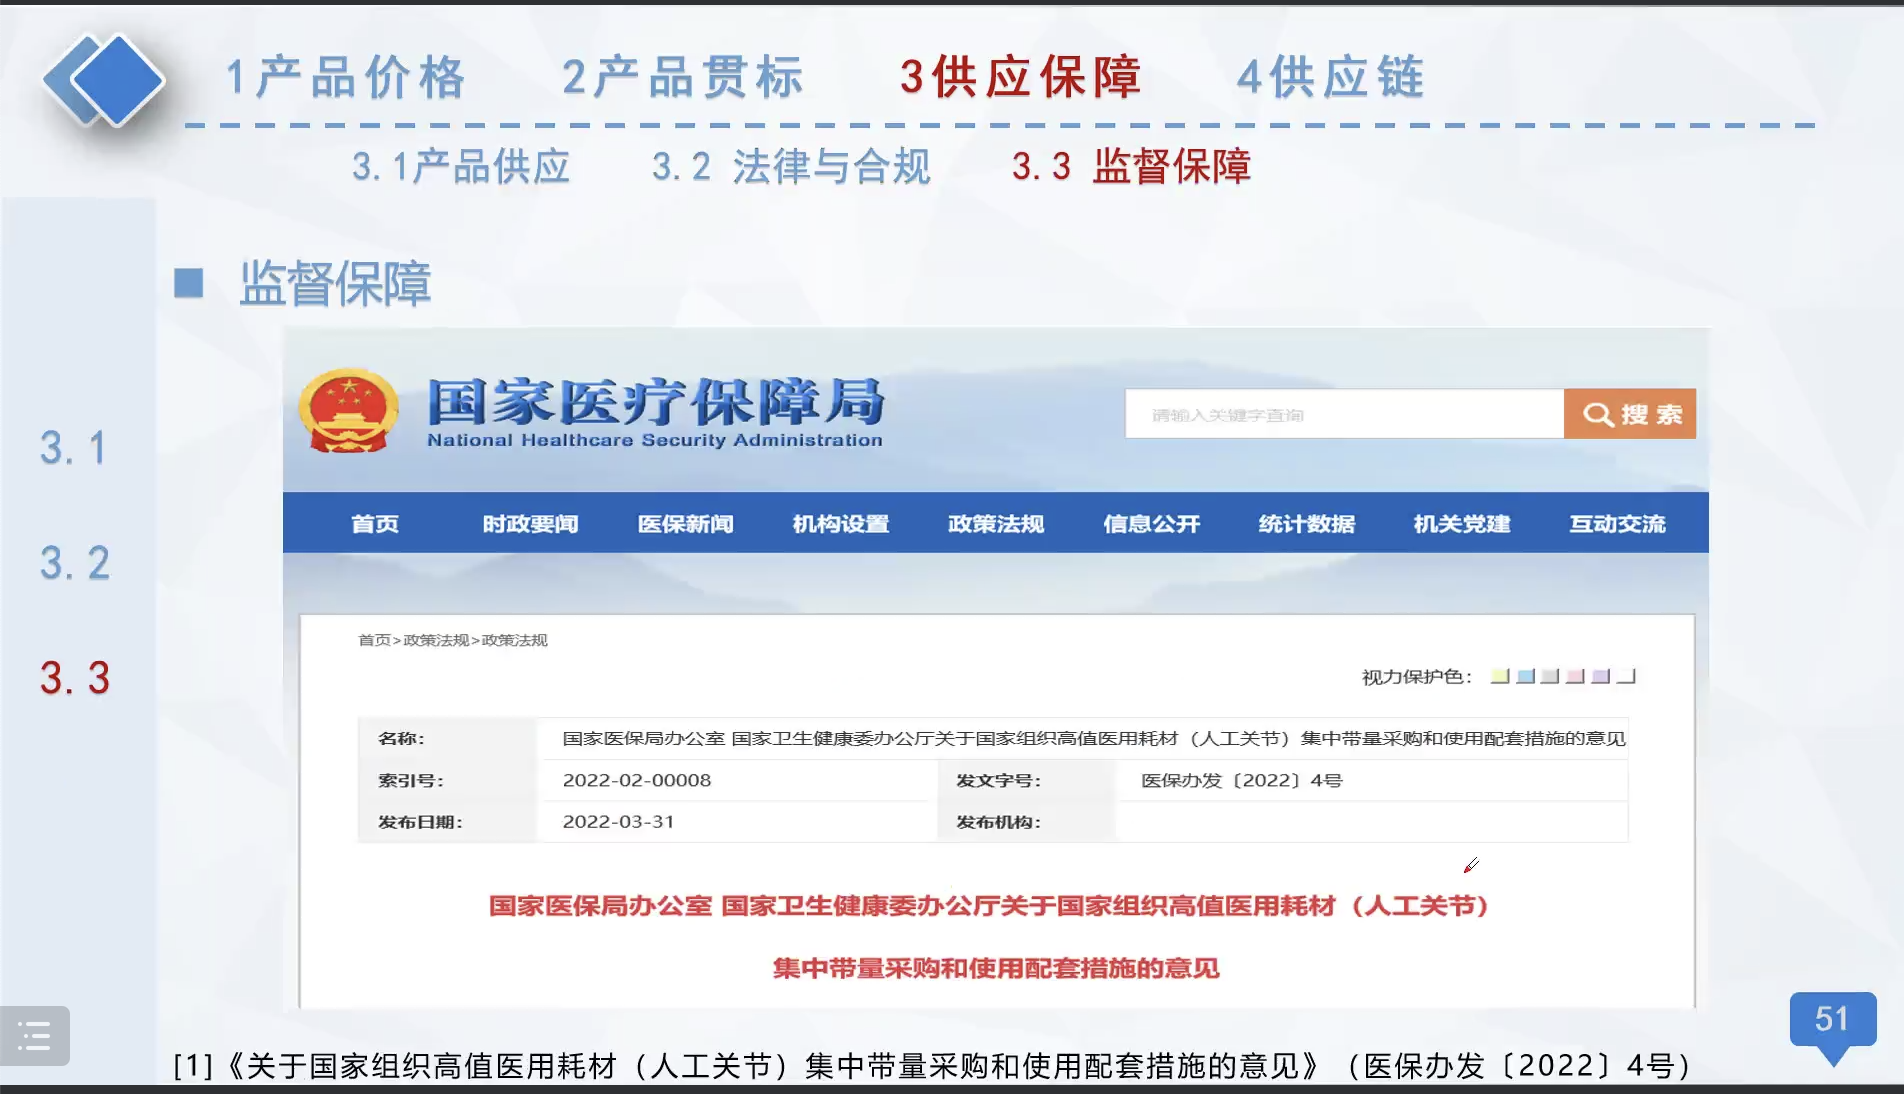 1产品价格 2产品贯标 3供应保障 4供应链
3.1产品供应 3.2 法律与合规 3.3 监督保障
监督保障
国家医疗保障局
National Healthcare Security Administration
请输入关键字查询 搜索
首页 时政要闻 医保新闻 机构设置 政策法规 信息公开 统计数据 机关党建 互动交流
3.1
3.2
3.3
首页>政策法规>政策法规
视力保护色：
名称： 国家医保局办公室 国家卫生健康委办公厅关于国家组织高值医用耗材（人工关节）集中带量采购和使用配套措施的意见
索引号： 2022-02-00008 发文字号： 医保办发〔2022〕4号
发布日期： 2022-03-31 发布机构：
国家医保局办公室 国家卫生健康委办公厅关于国家组织高值医用耗材（人工关节）
集中带量采购和使用配套措施的意见
51
[1]《关于国家组织高值医用耗材（人工关节）集中带量采购和使用配套措施的意见》（医保办发〔2022〕4号）